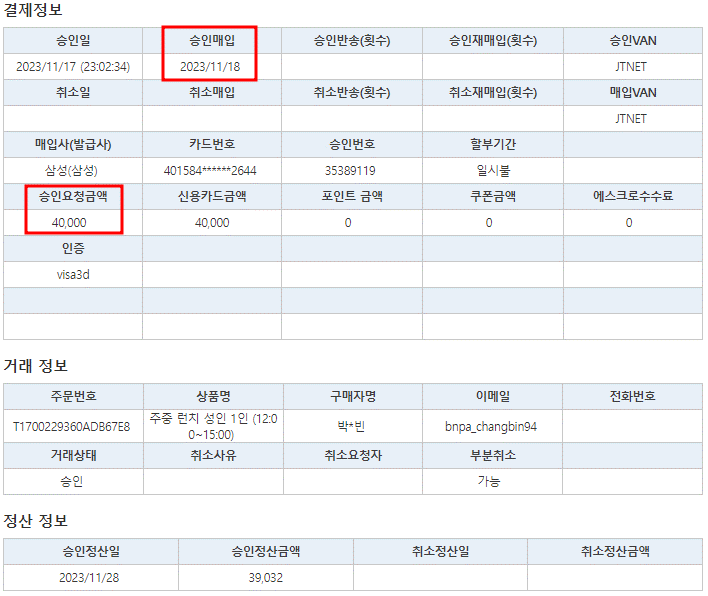 결제정보
승인일 승인매입 승인반송(횟수) 승인재매입(횟수) 승인VAN
2023/11/17 (23:02:34) 2023/11/18 JTNET
취소일 취소매입 취소반송(횟수) 취소재매입(횟수) 매입VAN
JTNET
매입사(발급사) 카드번호 승인번호 할부기간
삼성(삼성) 401584******2644 35389119 일시불
승인요청금액 신용카드금액 포인트 금액 쿠폰금액 에스크로수수료
40,000 40,000 0 0 0
인증
visa3d
거래 정보
주문번호 상품명 구매자명 이메일 전화번호
T1700229360ADB67E8 주중 런치 성인 1인 (12:0
0~15:00) 박*빈 bnpa_changbin94
거래상태 취소사유 취소요청자 부분취소
승인 가능
정산 정보
승인정산일 승인정산금액 취소정산일 취소정산금액
2023/11/28 39,032